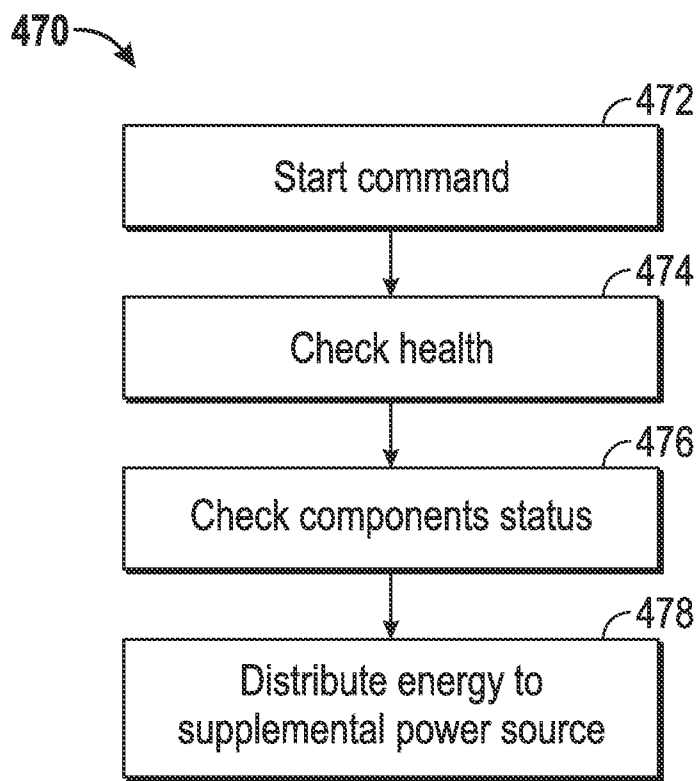 470
472
Start command
474
Check health
476
Check components status
478
Distribute energy to
supplemental power source